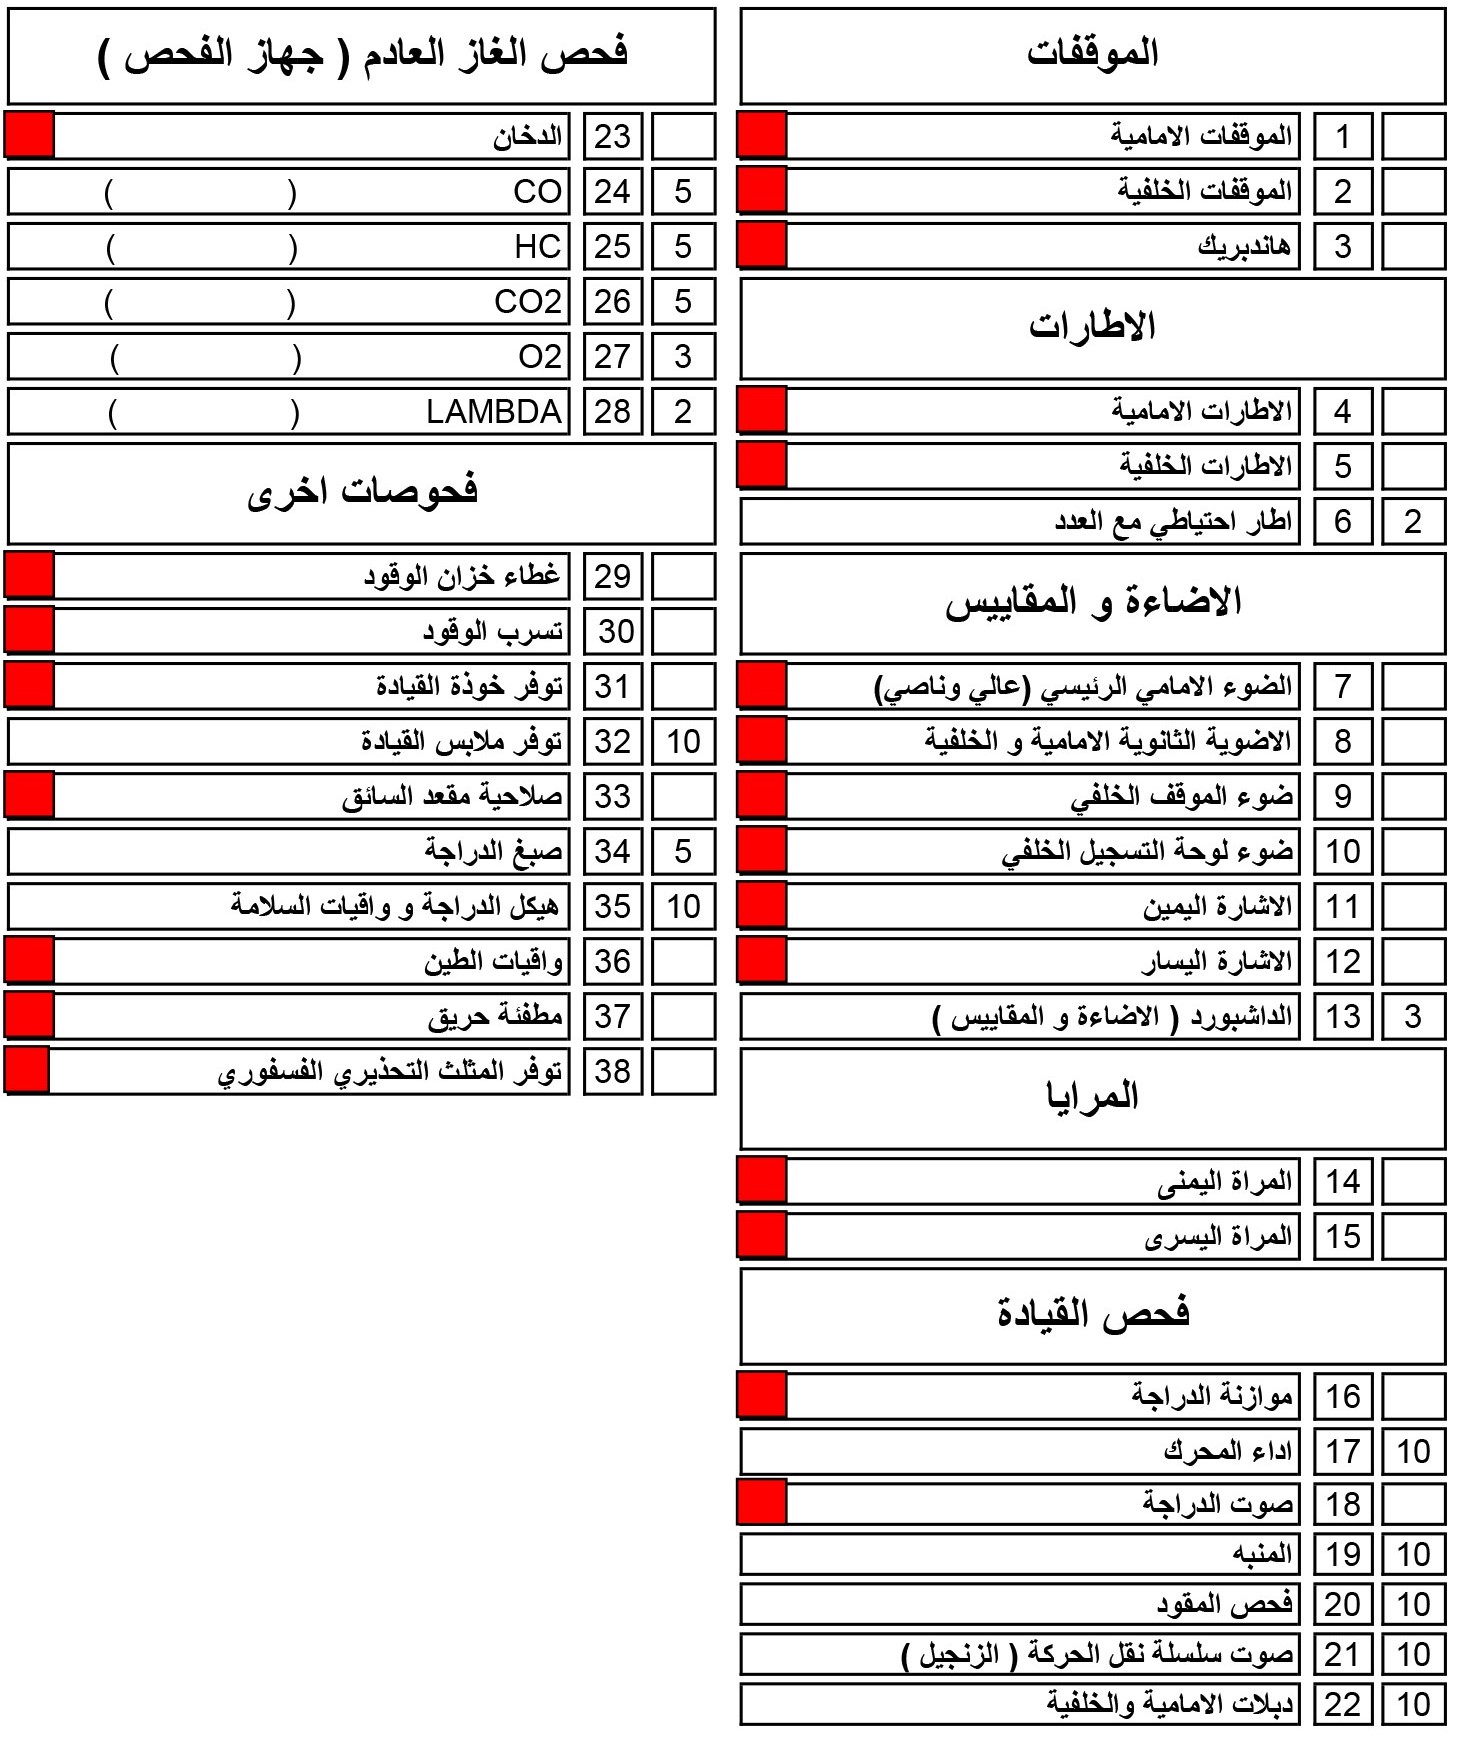 الموقفات
1 الموقفات الامامية
2 الموقفات الخلفية
3 هاندبريك
الاطارات
4 الاطارات الامامية
5 الاطارات الخلفية
2 6 اطار احتياطي مع العدد
الاضاءة و المقاييس
7 الضوء الامامي الرئيسي (عالي وناصي)
8 الاضوية الثانوية الامامية و الخلفية
9 ضوء الموقف الخلفي
10 ضوء لوحة التسجيل الخلفي
11 الاشارة اليمين
12 الاشارة اليسار
3 13 الداشبورد ( الاضاءة و المقاييس )
المرايا
14 المراة اليمنى
15 المراة اليسرى
فحص القيادة
16 موازنة الدراجة
10 17 اداء المحرك
18 صوت الدراجة
10 19 المنبه
10 20 فحص المقود
10 21 صوت سلسلة نقل الحركة ( الزنجيل )
10 22 دبلات الامامية والخلفية
فحص الغاز العادم ( جهاز الفحص )
23 الدخان
5 24 CO ( )
5 25 HC ( )
5 26 CO2 ( )
3 27 O2 ( )
2 28 LAMBDA ( )
فحوصات اخرى
29 غطاء خزان الوقود
30 تسرب الوقود
31 توفر خوذة القيادة
10 32 توفر ملابس القيادة
33 صلاحية مقعد السائق
5 34 صبغ الدراجة
10 35 هيكل الدراجة و واقيات السلامة
36 واقيات الطين
37 مطفئة حريق
38 توفر المثلث التحذيري الفسفوري